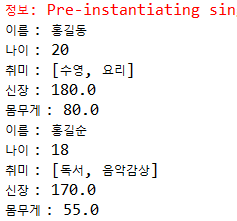 정보: Pre-instantiating sin
이름 : 홍길동
나이 : 20
취미 : [수영, 요리]
신장 : 180.0
몸무게 : 80.0
이름 : 홍길순
나이 : 18
취미 : [독서, 음악감상]
신장 : 170.0
몸무게 : 55.0